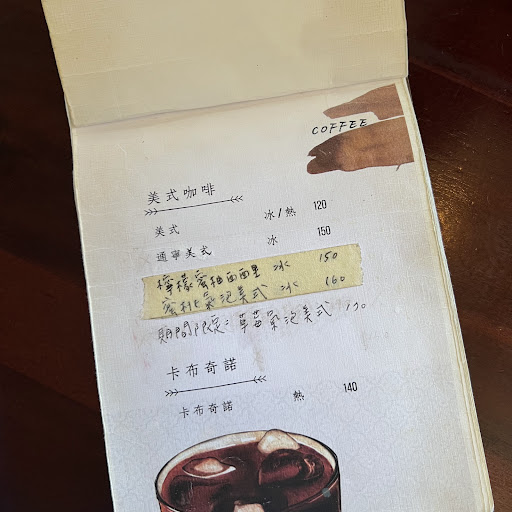 COFFEE
美式咖啡
美式 冰/熱 120
通寧美式 冰 150
檸檬蜜柚西西里 冰 150
蜜桃氣泡美式 冰 160
期間限定：草莓氣泡美式
卡布奇諾
卡布奇諾 熱 140